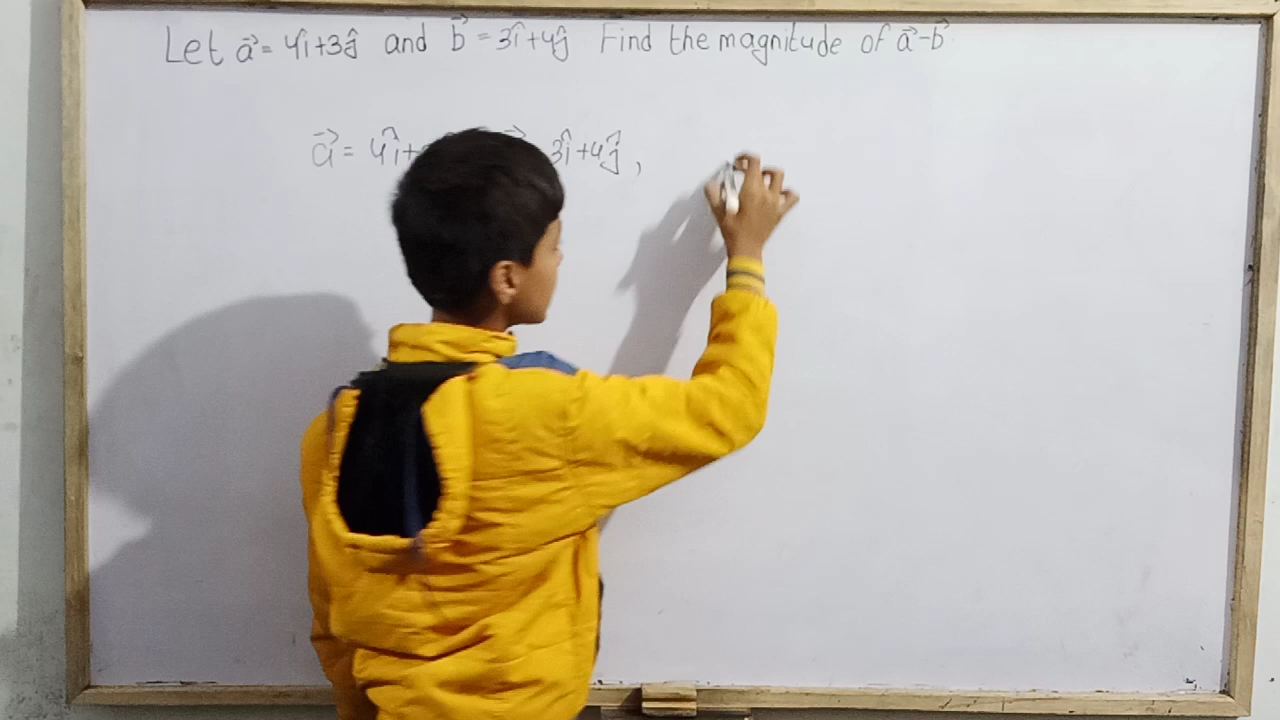 Let a⃗ = 4î+3ĵ and b⃗ = 3î+4ĵ Find the magnitude of a⃗-b⃗
a⃗ = 4î+ 3î+4ĵ ,